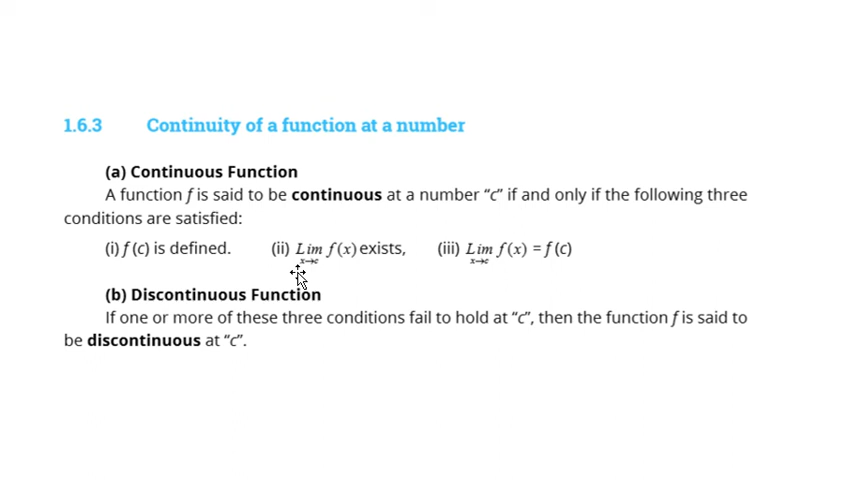 1.6.3 Continuity of a function at a number
(a) Continuous Function
A function f is said to be continuous at a number “c” if and only if the following three
conditions are satisfied:
(i) f (c) is defined. (ii) Lim x→c f (x) exists, (iii) Lim x→c f (x) = f (c)
(b) Discontinuous Function
If one or more of these three conditions fail to hold at “c”, then the function f is said to
be discontinuous at “c”.